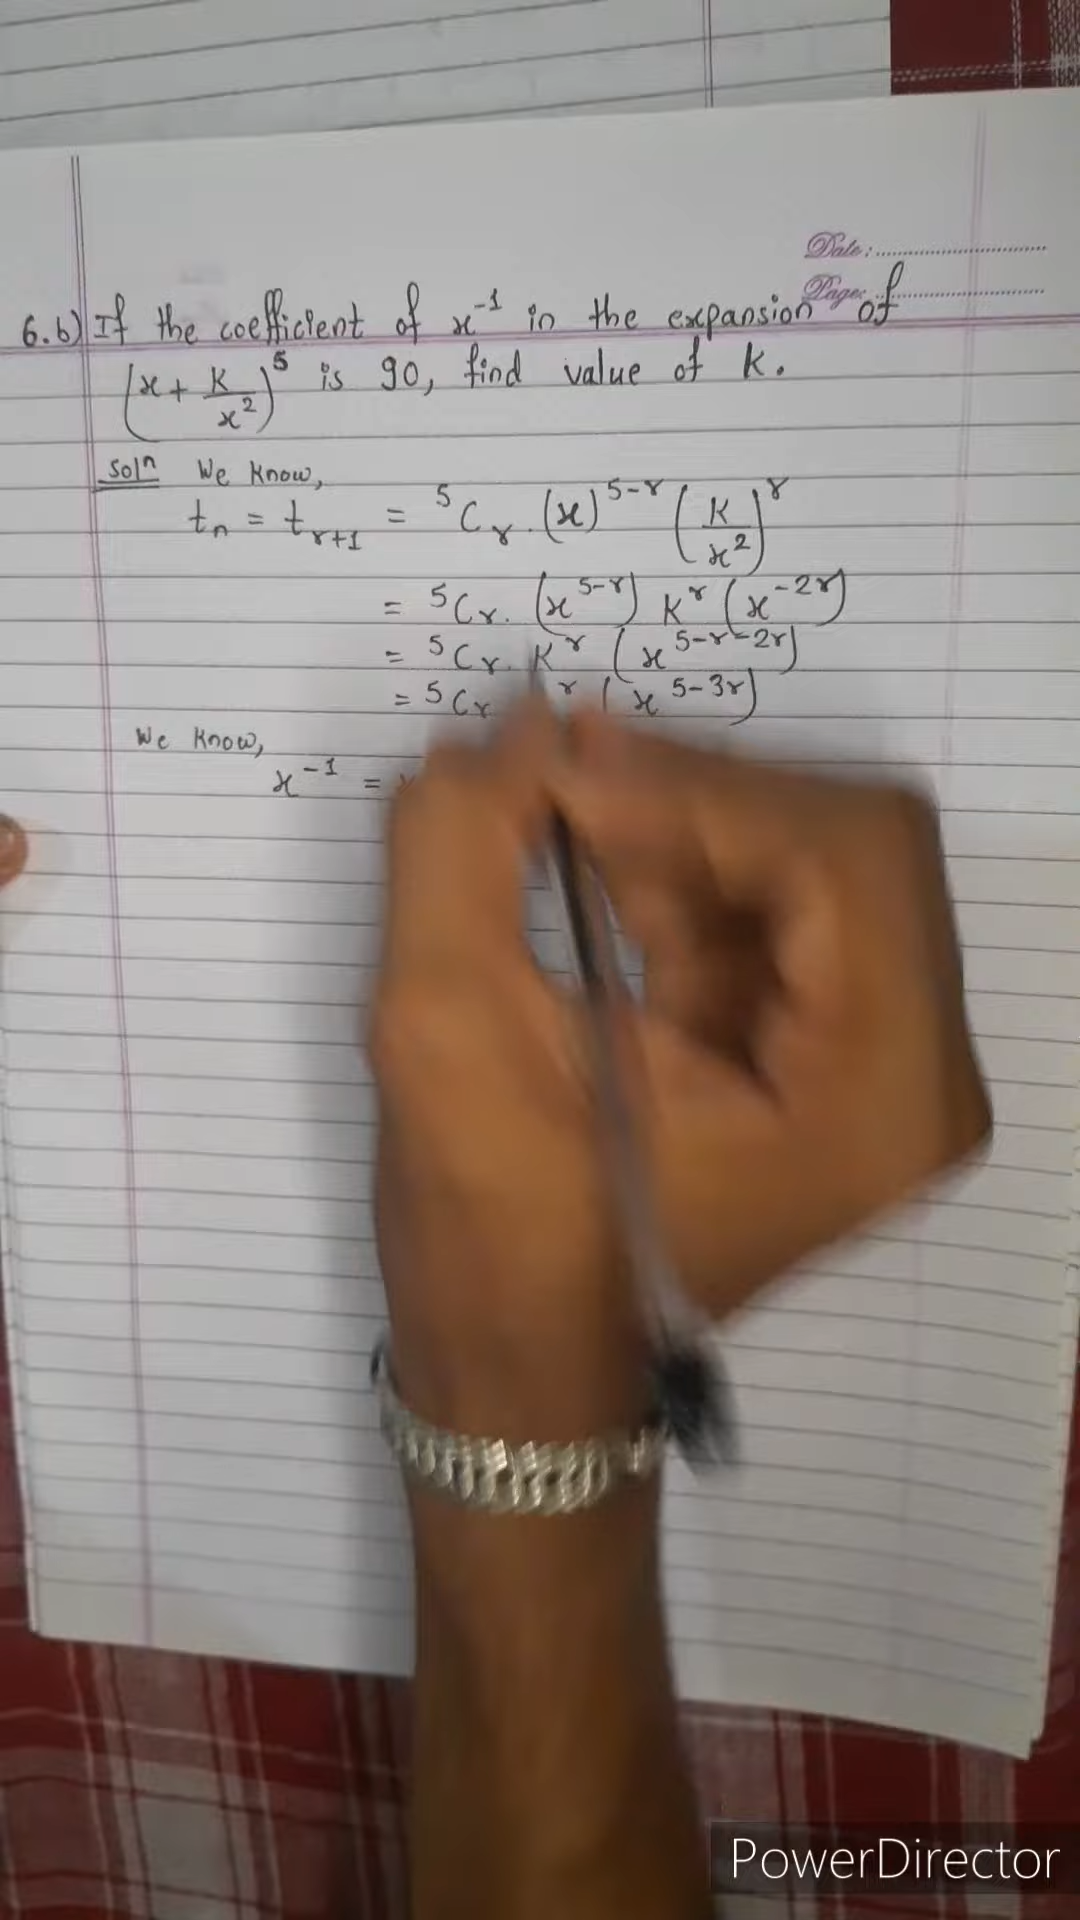 Date:
Page:
6.b) If the coefficient of x⁻¹ in the expansion of
(x + K/x²)⁵ is 90, find value of K.
Solⁿ We Know,
tₙ = tᵣ₊₁ = ⁵Cᵣ. (x)⁵⁻ʳ (K/x²)ʳ
= ⁵Cᵣ. (x⁵⁻ʳ) Kʳ (x⁻²ʳ)
= ⁵Cᵣ. Kʳ (x⁵⁻ʳ⁻²ʳ)
= ⁵Cᵣ ʳ (x⁵⁻³ʳ)
We Know,
x⁻¹ =
PowerDirector